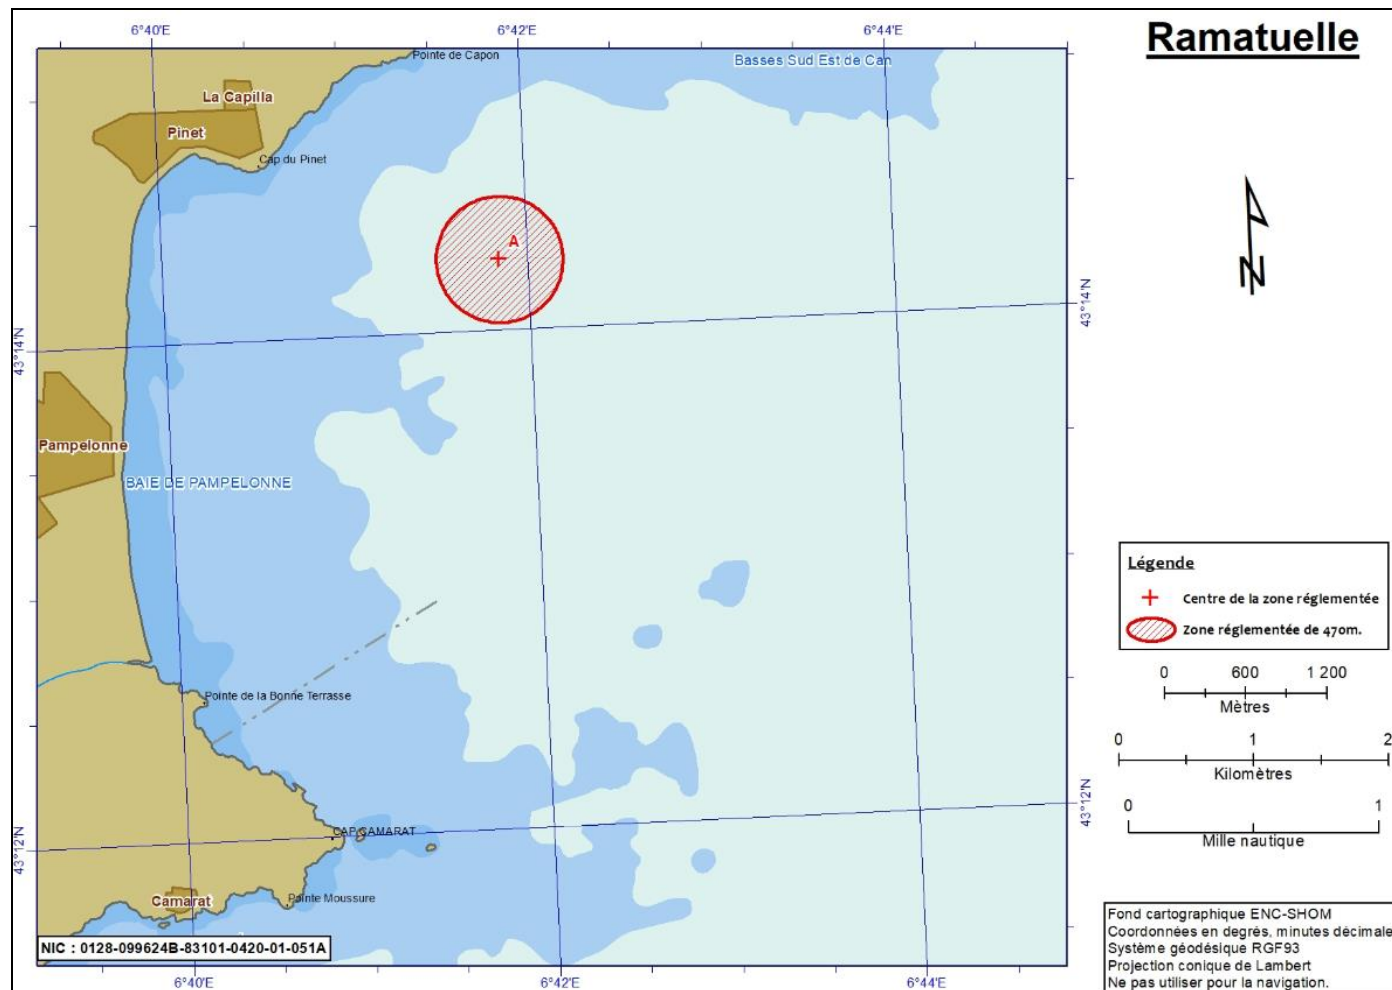 6°40'E
6°42'E
6°44'E
Ramatuelle
Pointe de Capon
Basses Sud Est de Can
La Capilla
Pinet
Cap du Pinet
A
N
43°14'N
43°14'N
Pampelonne
BAIE DE PAMPELONNE
Légende
Centre de la zone réglementée
Zone réglementée de 470m.
0 600 1 200
Mètres
Pointe de la Bonne Terrasse
0 1 2
Kilomètres
43°12'N
0 1
Mille nautique
CAP CAMARAT
43°12'N
Camarat
Pointe Moussure
Fond cartographique ENC-SHOM
Coordonnées en degrés, minutes décimale
Système géodésique RGF93
Projection conique de Lambert
Ne pas utiliser pour la navigation.
NIC : 0128-099624B-83101-0420-01-051A
6°40'E
6°42'E
6°44'E